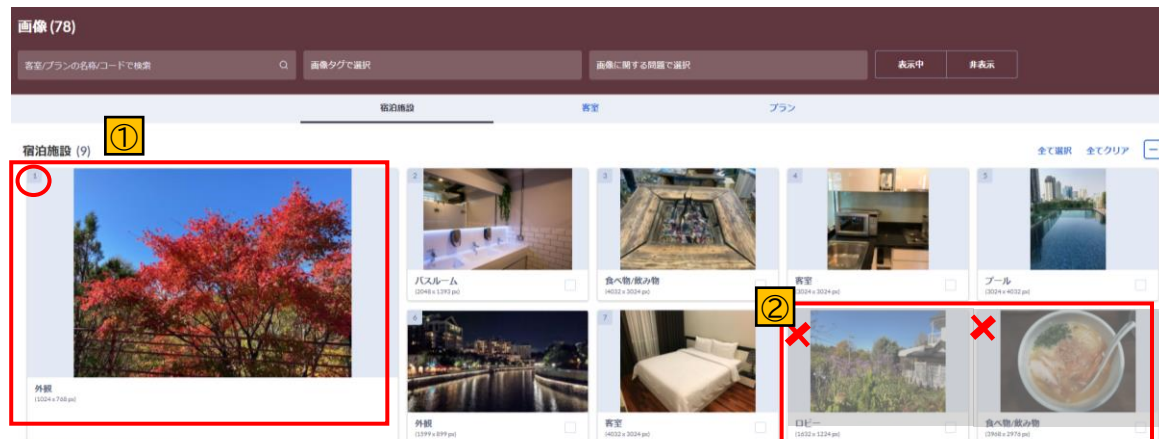 画像 (78)
客室/プランの名称/コードで検索
画像タグで選択
画像に関する問題で選択
表示中
非表示
宿泊施設
客室
プラン
①
宿泊施設 (9)
全て選択
全てクリア
1
2
3
4
5
バスルーム
(2048 x 1393 px)
食べ物/飲み物
(4032 x 3024 px)
客室
(3024 x 3024 px)
プール
(3024 x 4032 px)
②
6
7
外観
(1024 x 768 px)
外観
(1599 x 899 px)
客室
(4032 x 3024 px)
ロビー
(1632 x 1224 px)
食べ物/飲み物
(3968 x 2976 px)